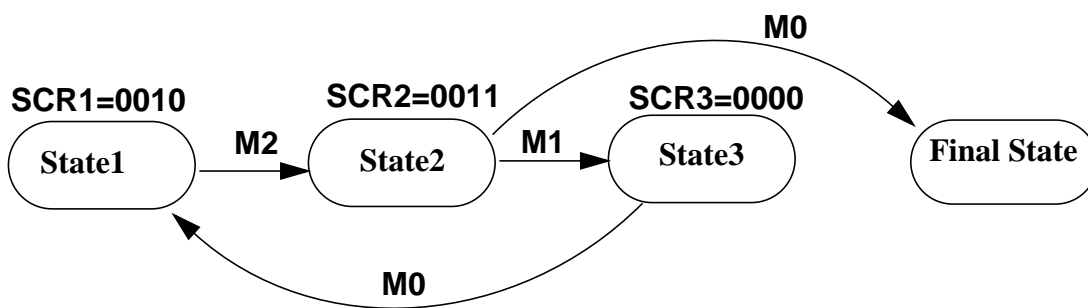 M0
SCR1=0010
SCR2=0011
SCR3=0000
State1
M2
State2
M1
State3
Final State
M0